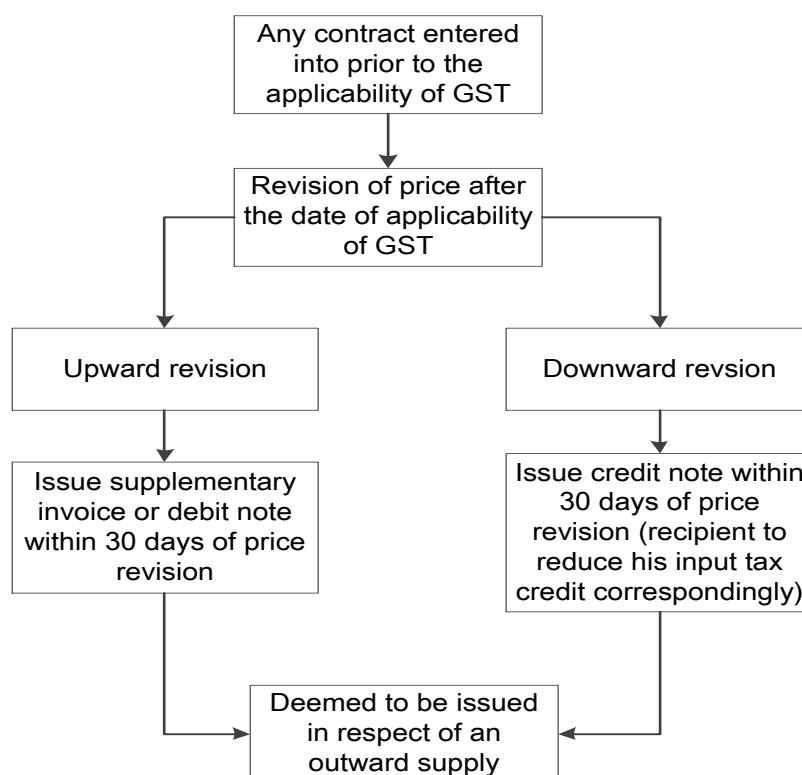 Any contract entered
into prior to the
applicability of GST
Revision of price after
the date of applicability
of GST
Upward revision
Downward revsion
Issue supplementary
invoice or debit note
within 30 days of price
revision
Issue credit note within
30 days of price
revision (recipient to
reduce his input tax
credit correspondingly)
Deemed to be issued
in respect of an
outward supply